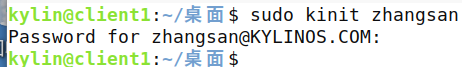 kylin@client1:~/桌面$ sudo kinit zhangsan
Password for zhangsan@KYLINOS.COM:
kylin@client1:~/桌面$